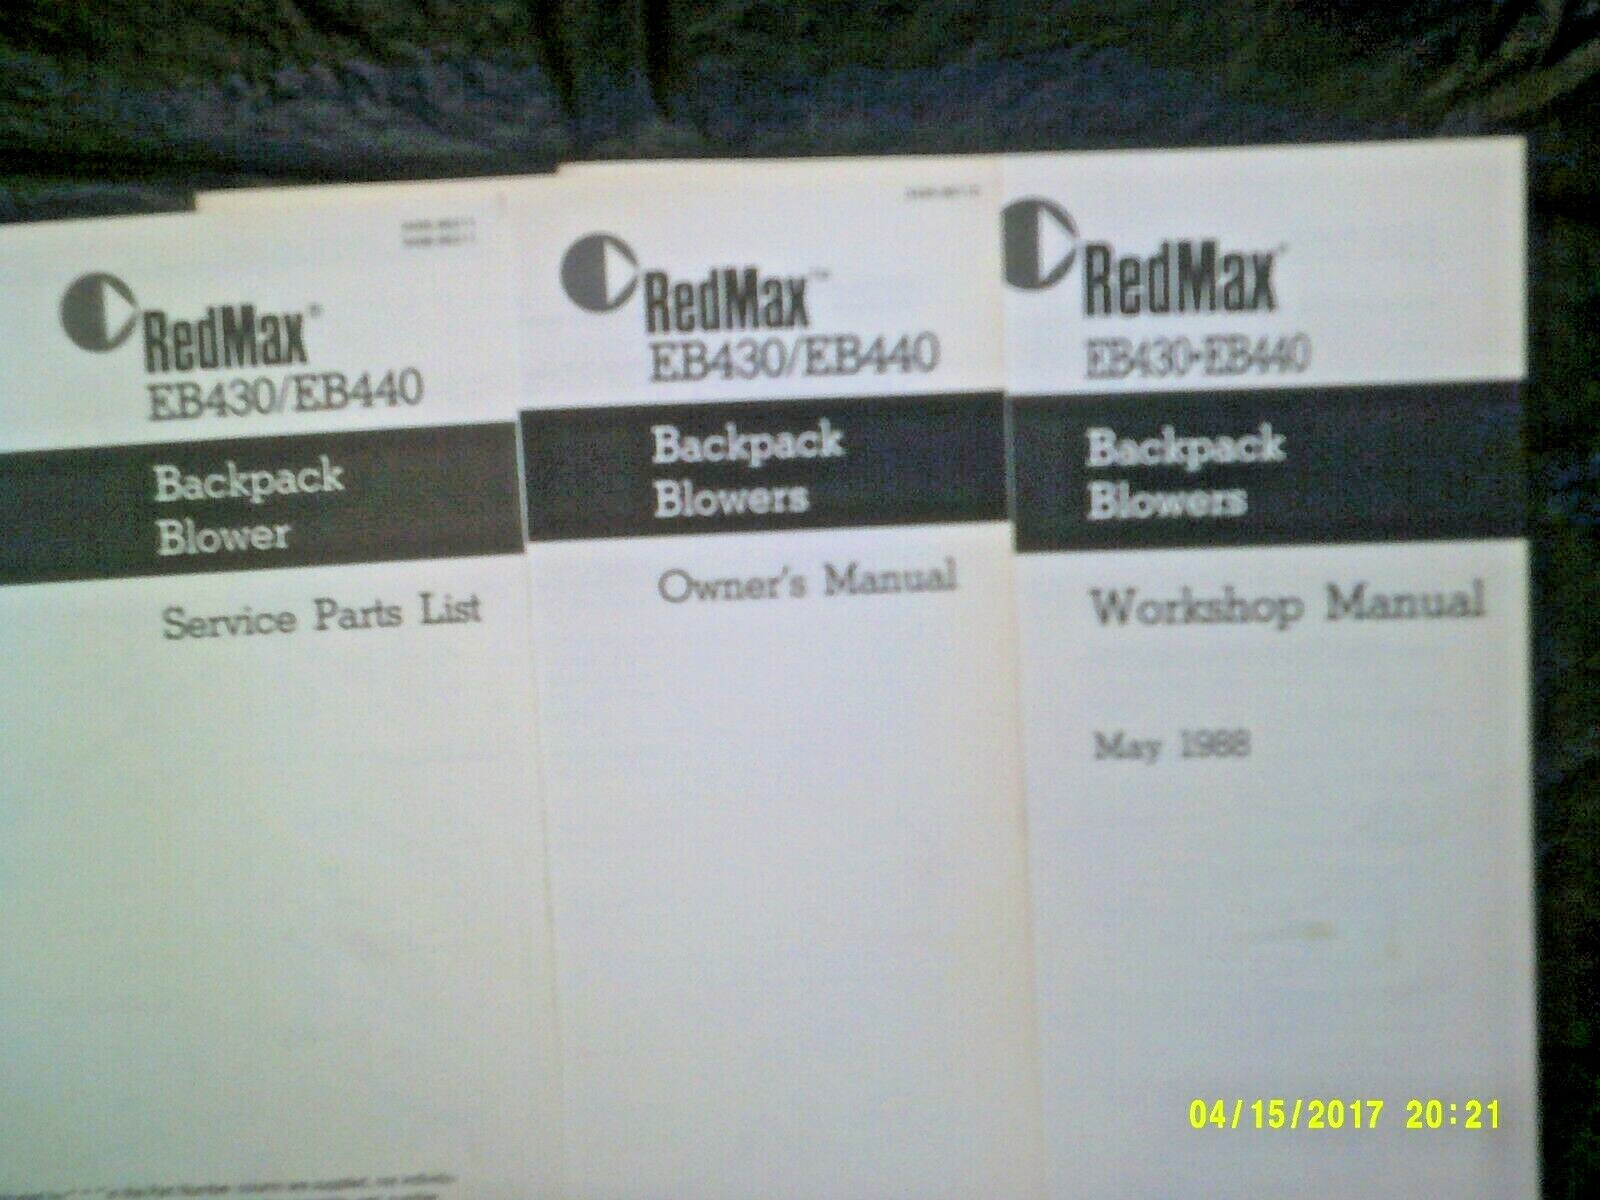 RedMax®
EB430/EB440
Backpack
Blower
Service Parts List
RedMax™
EB430/EB440
Backpack
Blowers
Owner's Manual
RedMax
EB430-EB440
Backpack
Blowers
Workshop Manual
May 1988
04/15/2017 20:21